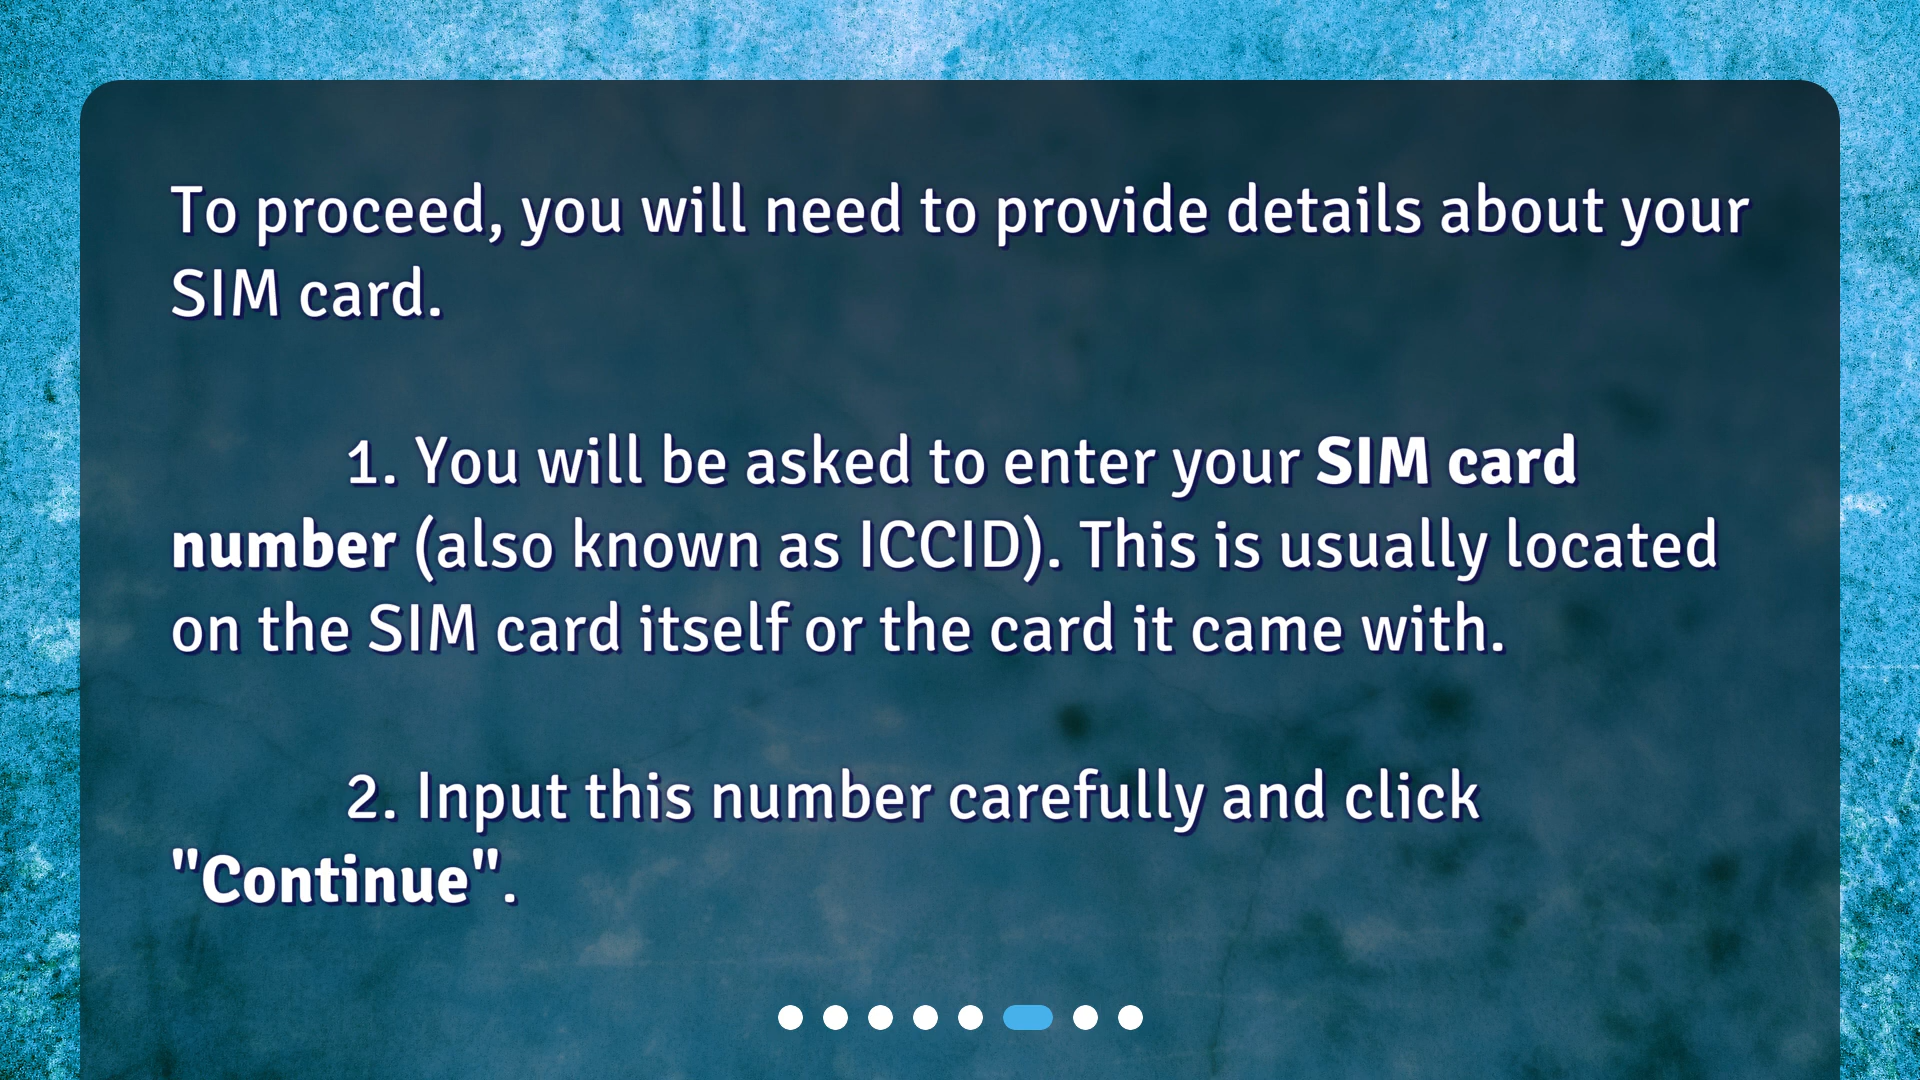 To proceed, you will need to provide details about your
SIM card.
1. You will be asked to enter your SIM card
number (also known as ICCID). This is usually located
on the SIM card itself or the card it came with.
2. Input this number carefully and click
"Continue".